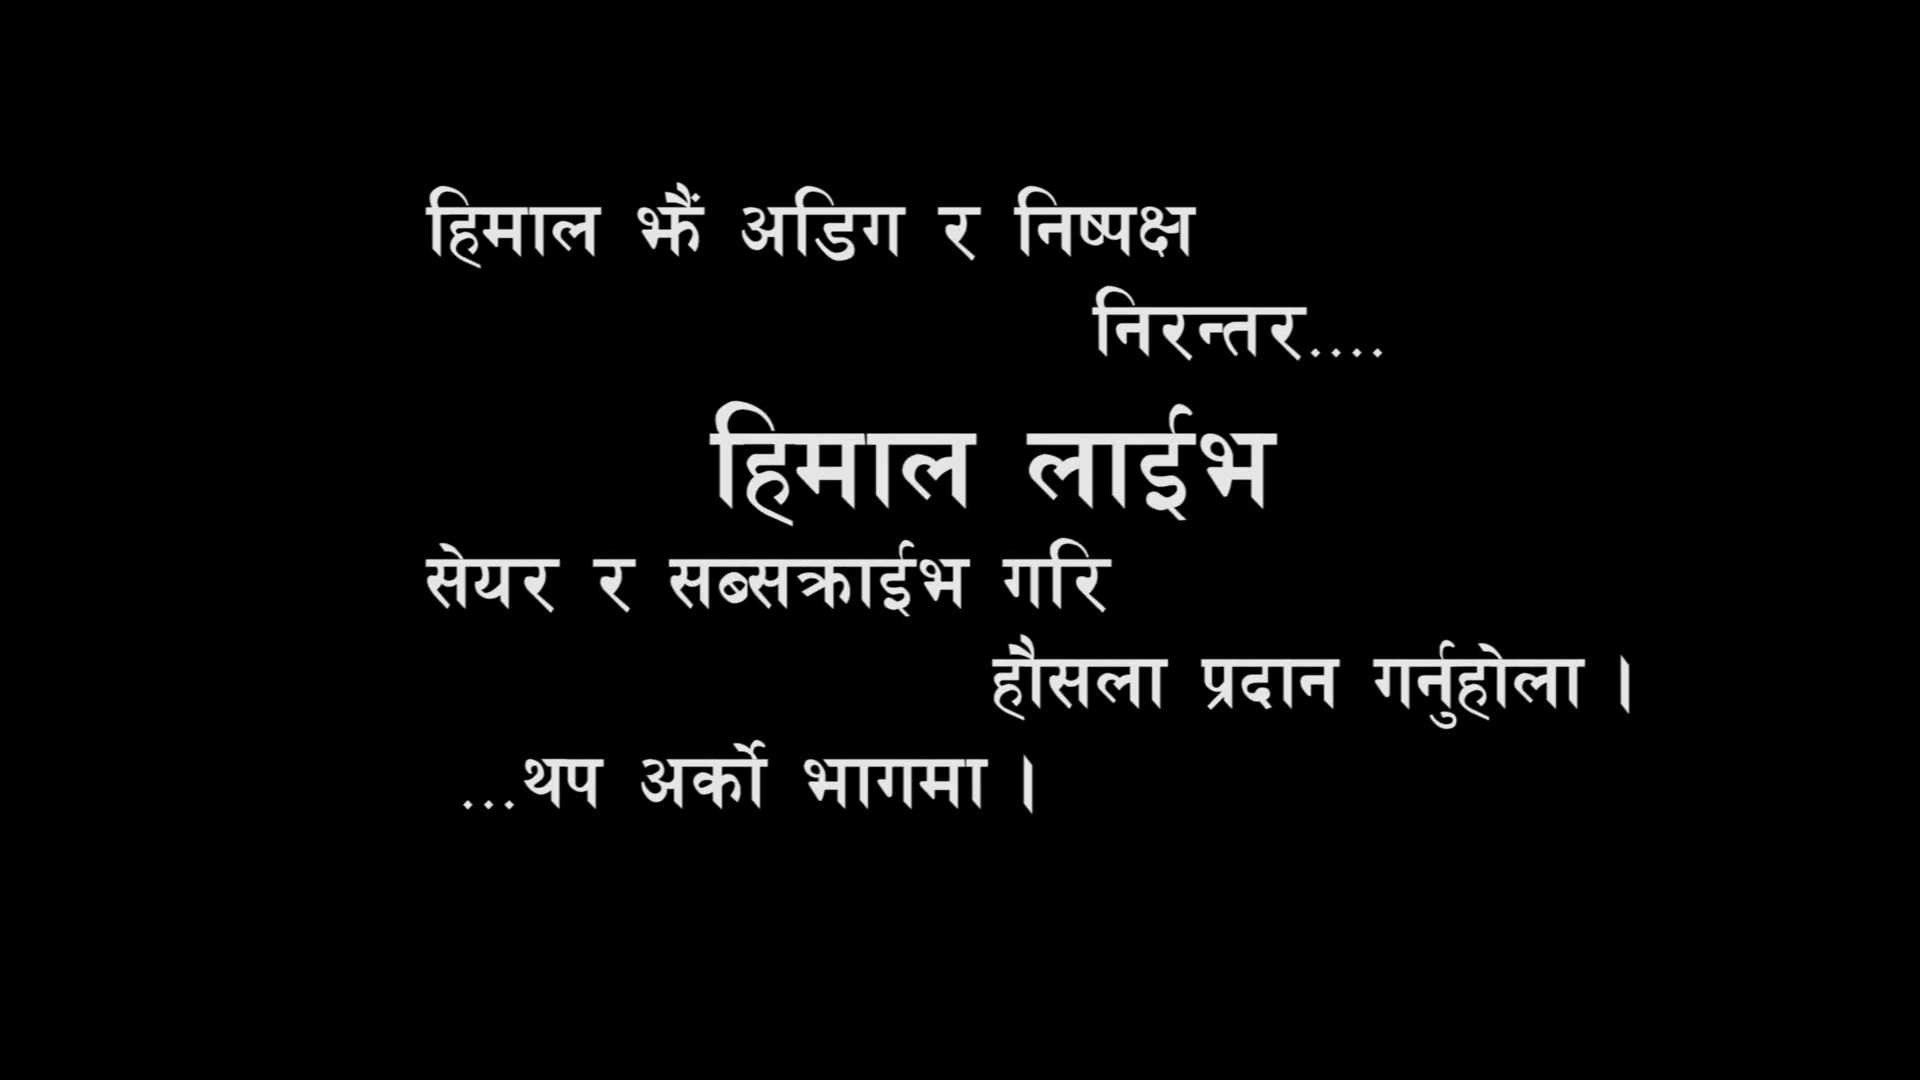 हिमाल झैं अडिग र निष्पक्ष
निरन्तर....
हिमाल लाईभ
सेयर र सब्सक्राईभ गरि
हौसला प्रदान गर्नुहोला ।
...थप अर्को भागमा ।